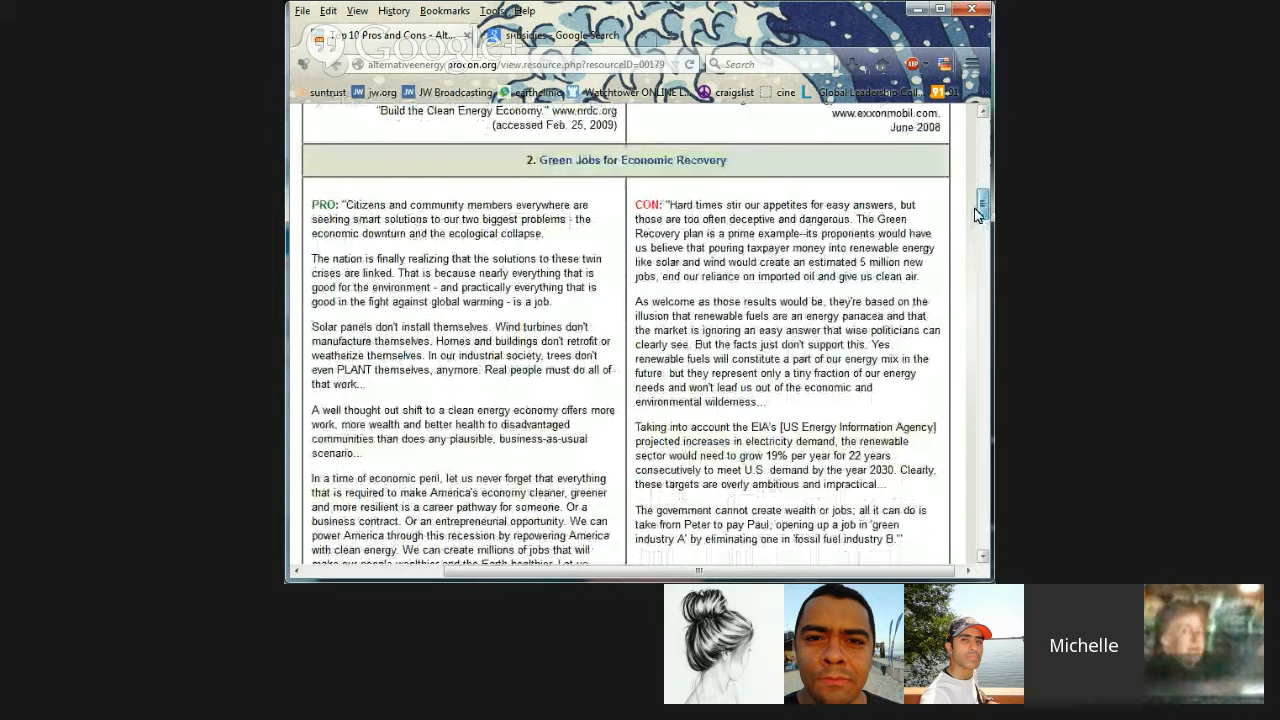 File Edit View History Bookmarks Tools Help
Top 10 Pros and Cons - Alt... subsidies - Google Search
Google+
alternativeenergy.procon.org/view.resource.php?resourceID=00179
Search
suntrust jw.org JW Broadcasting earthclinic Watchtower ONLINE L... craigslist cine Global Leadership Coll... 91
"Build the Clean Energy Economy." www.nrdc.org
(accessed Feb. 25, 2009)
www.exxonmobil.com,
June 2008
2. Green Jobs for Economic Recovery
PRO: "Citizens and community members everywhere are
seeking smart solutions to our two biggest problems - the
economic downturn and the ecological collapse.
The nation is finally realizing that the solutions to these twin
crises are linked. That is because nearly everything that is
good for the environment - and practically everything that is
good in the fight against global warming - is a job.
Solar panels don't install themselves. Wind turbines don't
manufacture themselves. Homes and buildings don't retrofit or
weatherize themselves. In our industrial society, trees don't
even PLANT themselves, anymore. Real people must do all of
that work...
A well thought out shift to a clean energy economy offers more
work, more wealth and better health to disadvantaged
communities than does any plausible, business-as-usual
scenario...
In a time of economic peril, let us never forget that everything
that is required to make America's economy cleaner, greener
and more resilient is a career pathway for someone. Or a
business contract. Or an entrepreneurial opportunity. We can
power America through this recession by repowering America
with clean energy. We can create millions of jobs that will
make our people wealthier and the Earth healthier. Let us
CON: "Hard times stir our appetites for easy answers, but
those are too often deceptive and dangerous. The Green
Recovery plan is a prime example--its proponents would have
us believe that pouring taxpayer money into renewable energy
like solar and wind would create an estimated 5 million new
jobs, end our reliance on imported oil and give us clean air.
As welcome as those results would be, they're based on the
illusion that renewable fuels are an energy panacea and that
the market is ignoring an easy answer that wise politicians can
clearly see. But the facts just don't support this. Yes,
renewable fuels will constitute a part of our energy mix in the
future, but they represent only a tiny fraction of our energy
needs and won't lead us out of the economic and
environmental wilderness...
Taking into account the EIA's [US Energy Information Agency]
projected increases in electricity demand, the renewable
sector would need to grow 19% per year for 22 years
consecutively to meet U.S. demand by the year 2030. Clearly,
these targets are overly ambitious and impractical...
The government cannot create wealth or jobs; all it can do is
take from Peter to pay Paul, opening up a job in 'green
industry A' by eliminating one in 'fossil fuel industry B.'"
Michelle